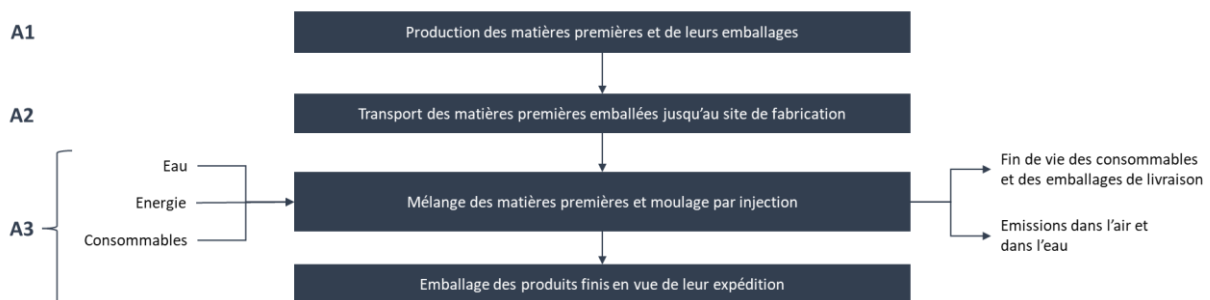 A1
Production des matières premières et de leurs emballages
A2
Transport des matières premières emballées jusqu'au site de fabrication
Eau
Energie
Consommables
A3
Mélange des matières premières et moulage par injection
Fin de vie des consommables
et des emballages de livraison
Emissions dans l'air et
dans l'eau
Emballage des produits finis en vue de leur expédition